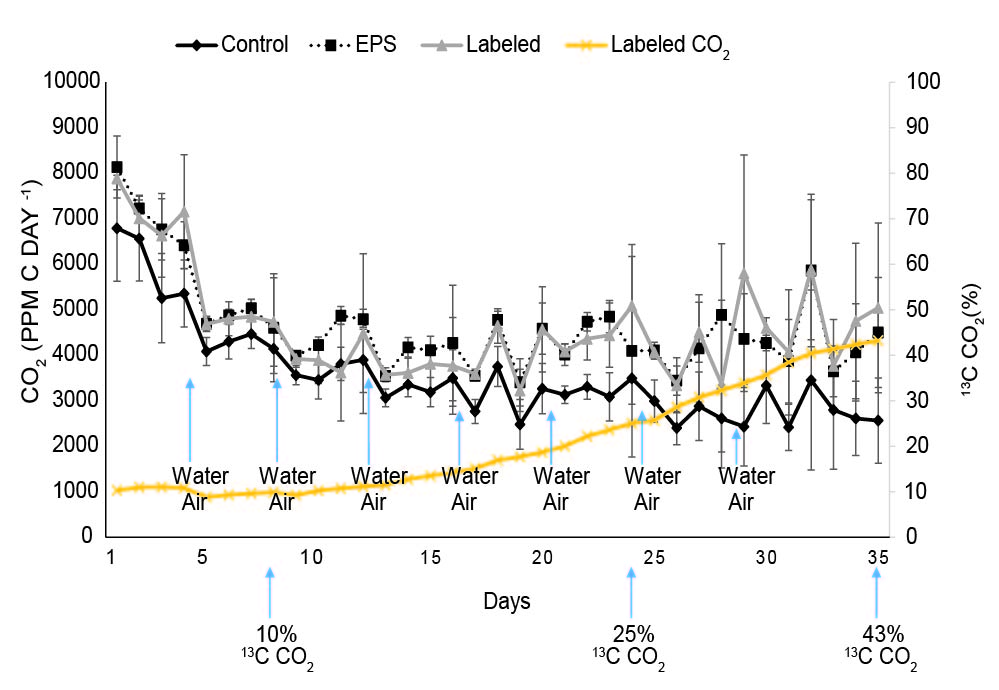 Control EPS Labeled Labeled CO₂
10000 100
9000 90
8000 80
7000 70
6000 60
5000 50
4000 40
3000 30
2000 20
1000 10
0 0
CO₂ (PPM C DAY ⁻¹)
¹³C CO₂(%)
Water Water Water Water Water Water Water
Air Air Air Air Air Air Air
1 5 10 15 20 25 30 35
Days
10% 25% 43%
¹³C CO₂ ¹³C CO₂ ¹³C CO₂